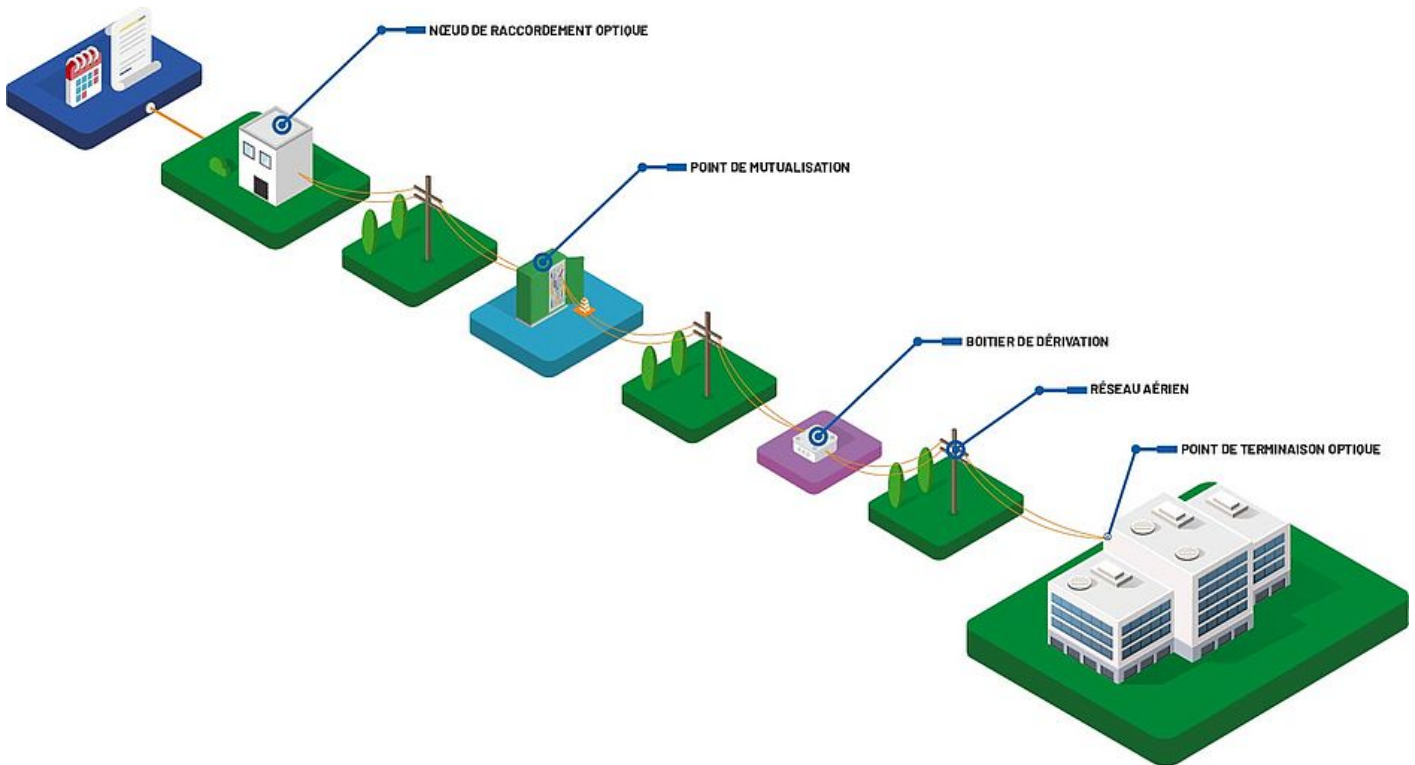 NŒUD DE RACCORDEMENT OPTIQUE
POINT DE MUTUALISATION
BOITIER DE DÉRIVATION
RÉSEAU AÉRIEN
POINT DE TERMINAISON OPTIQUE